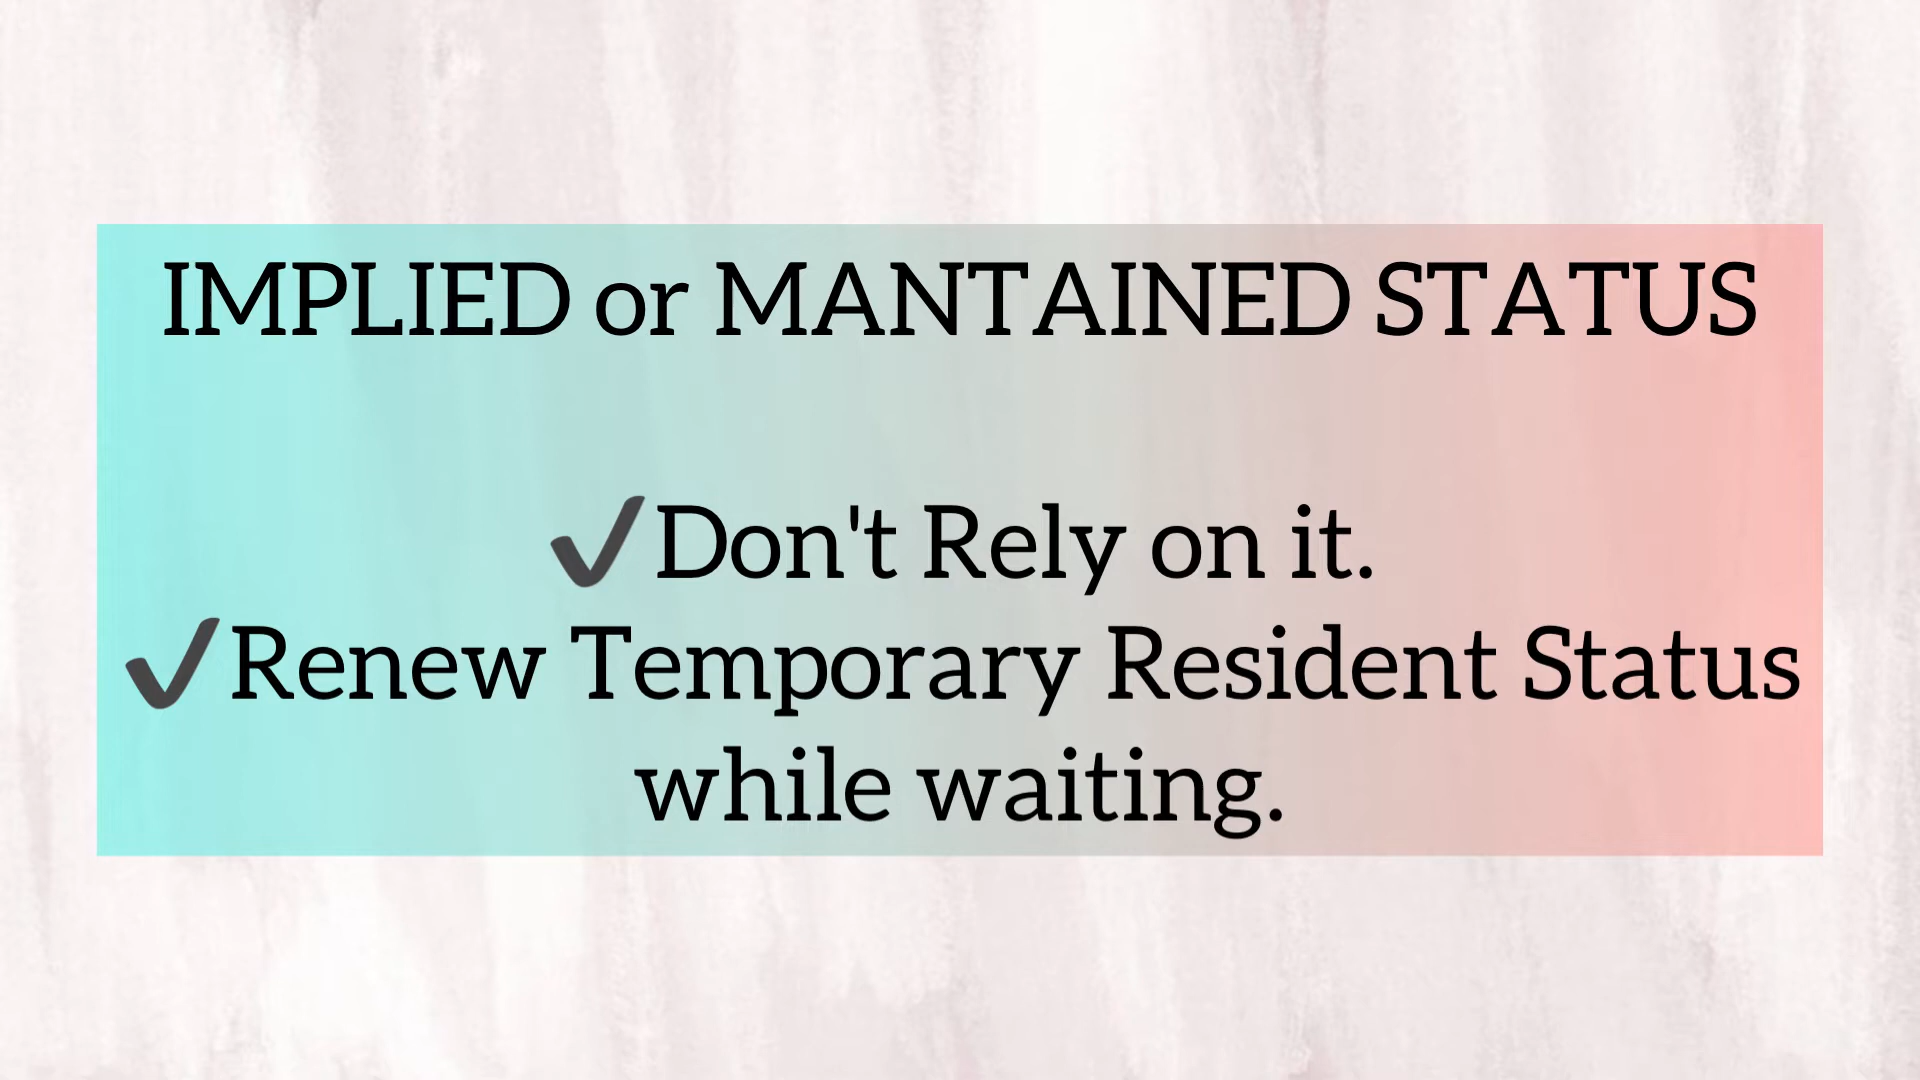 IMPLIED or MANTAINED STATUS
✔Don't Rely on it.
✔Renew Temporary Resident Status
while waiting.